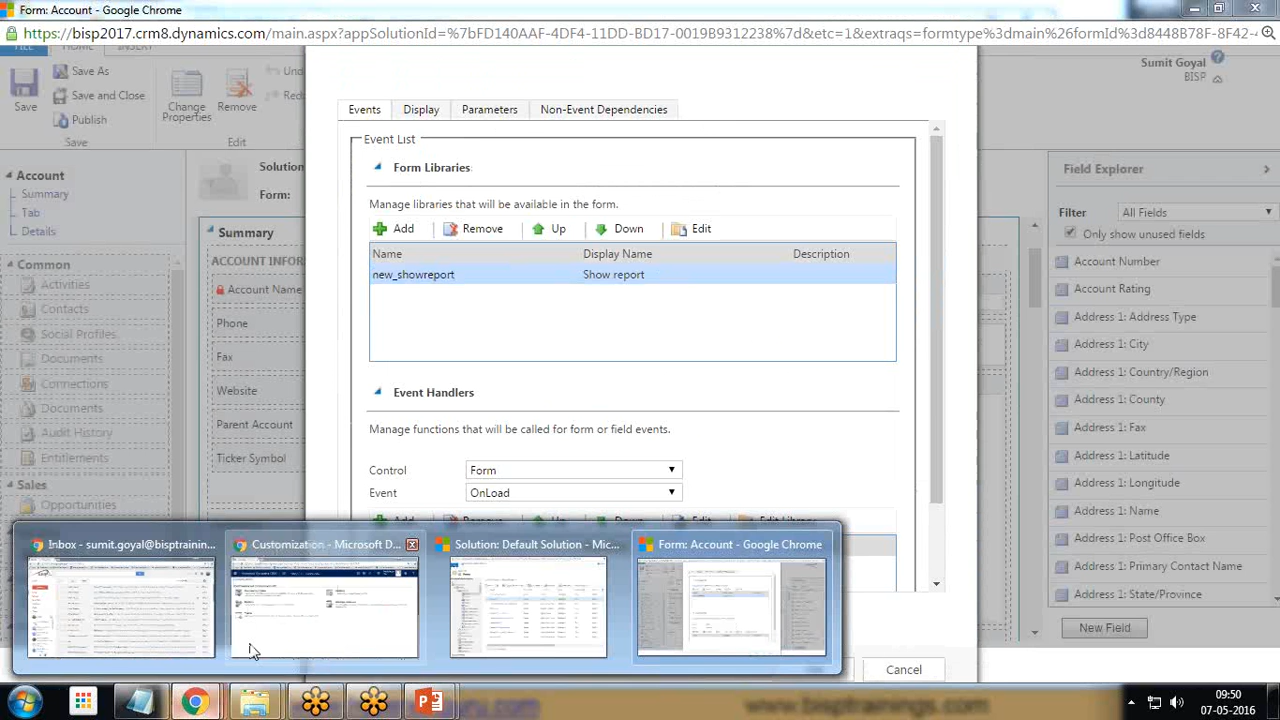 Form: Account - Google Chrome
https://bisp2017.crm8.dynamics.com/main.aspx?appSolutionId=%7bFD140AAF-4DF4-11DD-BD17-0019B9312238%7d&etc=1&extraqs=formtype%3dmain%26formId%3d8448B78F-8F42-4
FILE HOME INSERT
Save
Save As
Save and Close
Publish
Save
Change Properties
Remove
Edit
Sumit Goyal
BISP
Account
Summary
Tab
Details
Common
Activities
Contacts
Social Profiles
Documents
Connections
Documents
Audit History
Entitlements
Sales
Opportunities
Solution
Form:
Summary
Account Name
Phone
Fax
Website
Parent Account
Ticker Symbol
Events Display Parameters Non-Event Dependencies
Event List
Form Libraries
Manage libraries that will be available in the form.
Add Remove Up Down Edit
Name Display Name Description
new_showreport Show report
Event Handlers
Manage functions that will be called for form or field events.
Control Form
Event OnLoad
Cancel
Field Explorer
Filter All Fields
Only show unused fields
Account Number
Account Rating
Address 1: Address Type
Address 1: City
Address 1: Country/Region
Address 1: County
Address 1: Fax
Address 1: Latitude
Address 1: Longitude
Address 1: Name
Address 1: Post Office Box
Address 1: Primary Contact Name
Address 1: State/Province
New Field
Inbox - sumit.goyal@bisptrainin...
Customization - Microsoft D...
Solution: Default Solution - Mic...
Form: Account - Google Chrome
09:50
07-05-2016